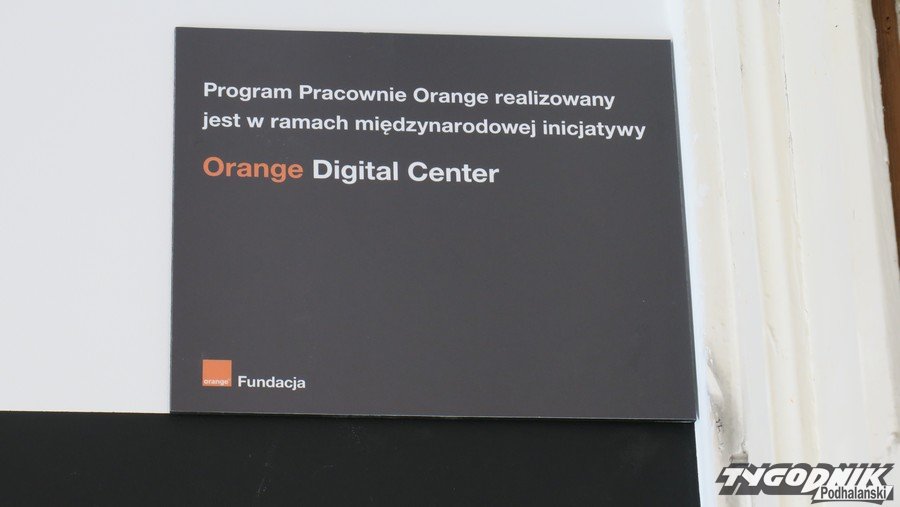 Program Pracownie Orange realizowany
jest w ramach międzynarodowej inicjatywy
Orange Digital Center
orange
Fundacja
TYGODNIK
Podhalański